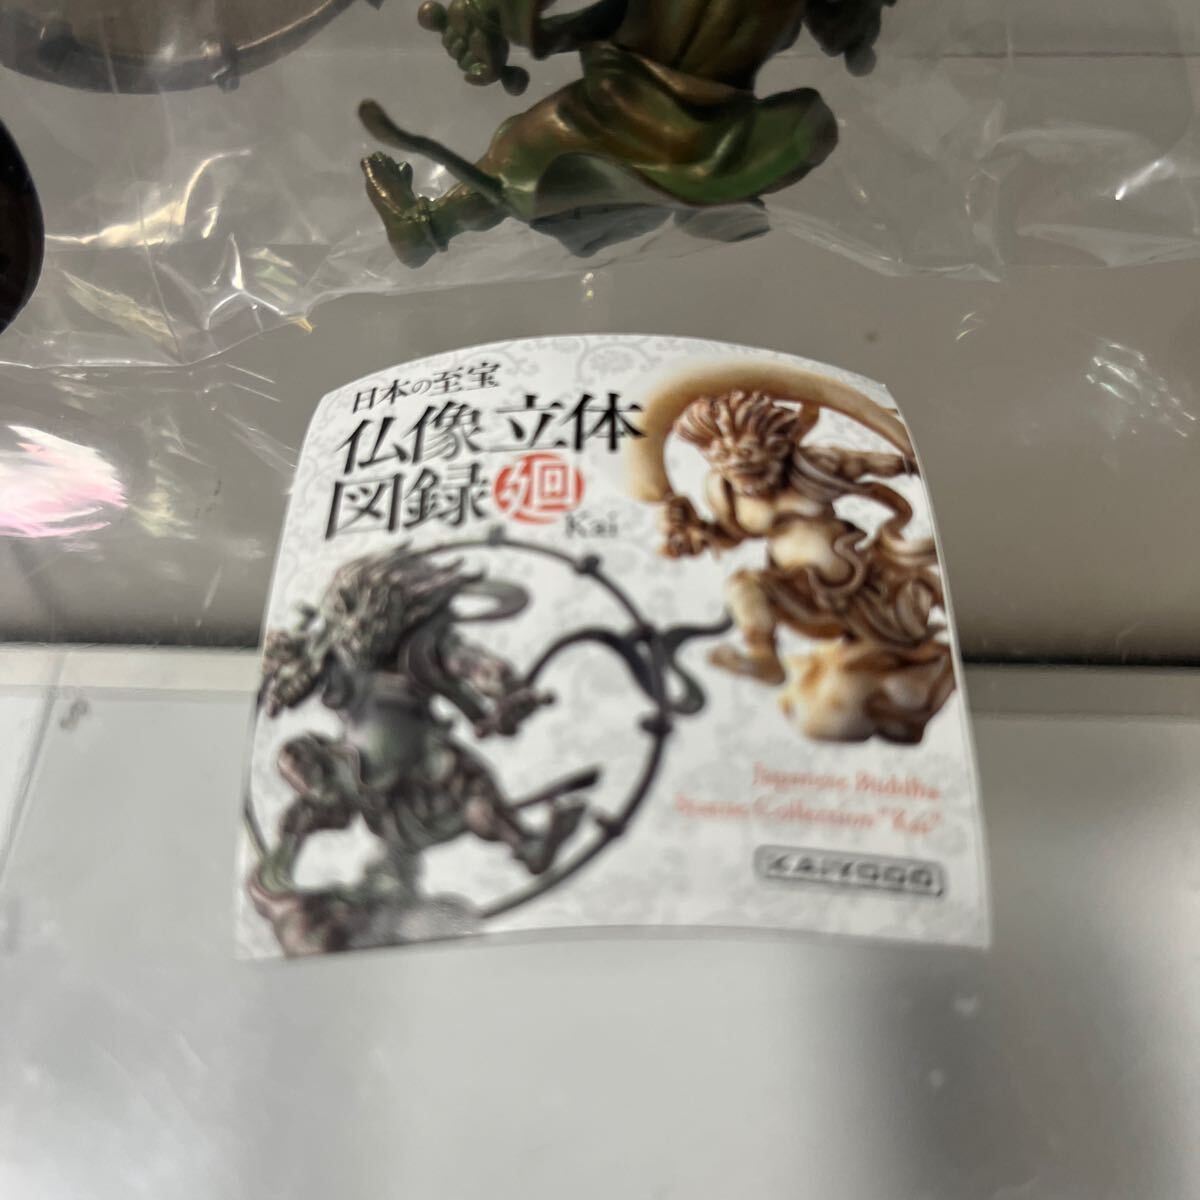 日本の至宝
仏像立体
図録 廻 Kai
Japanese Buddha
Statue Collection "Kai"
KAIYODO